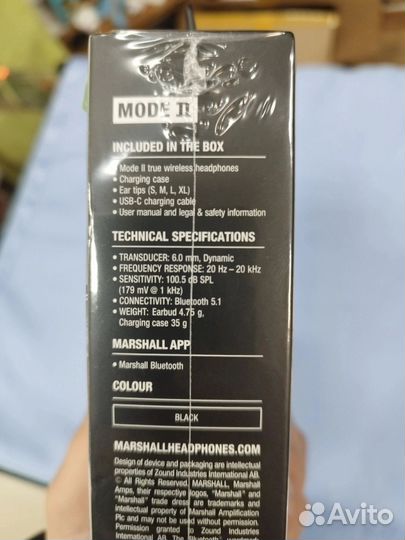 MODE II
INCLUDED IN THE BOX
• Mode II true wireless headphones
• Charging case
• Ear tips (S, M, L, XL)
• USB-C charging cable
• User manual and legal & safety information
TECHNICAL SPECIFICATIONS
• TRANSDUCER: 6.0 mm, Dynamic
• FREQUENCY RESPONSE: 20 Hz – 20 kHz
• SENSITIVITY: 100.5 dB SPL
(179 mV @ 1 kHz)
• CONNECTIVITY: Bluetooth 5.1
• WEIGHT: Earbud 4.75 g,
Charging case 35 g
MARSHALL APP
• Marshall Bluetooth
COLOUR
BLACK
MARSHALLHEADPHONES.COM
Design of device and packaging are intellectual
properties of Zound Industries International AB.
© All Rights Reserved. MARSHALL, Marshall
Amps, their respective logos, "Marshall" and
"Marshall" trade dress are trademarks and
intellectual property of Marshall Amplification
Plc and may not be used without permission.
Permission granted to Zound Industries
International AB. The Bluetooth® wordmark
Avito